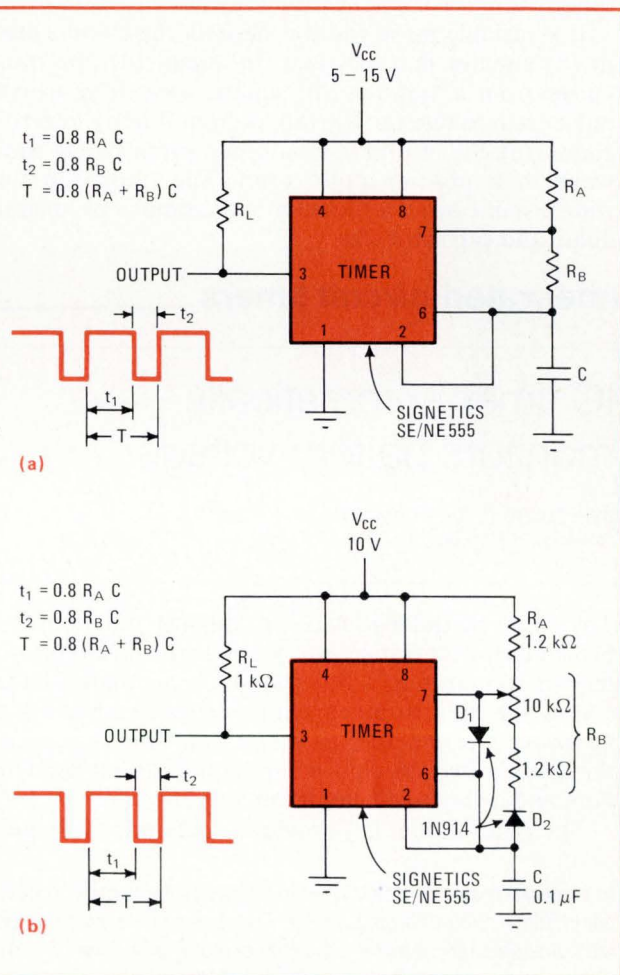 V_CC
5 – 15 V
t₁ = 0.8 R_A C
t₂ = 0.8 R_B C
T = 0.8 (R_A + R_B) C
R_L
R_A
R_B
4
8
7
TIMER
OUTPUT
3
6
1
2
C
SIGNETICS
SE/NE 555
t₂
t₁
T
(a)
V_CC
10 V
t₁ = 0.8 R_A C
t₂ = 0.8 R_B C
T = 0.8 (R_A + R_B) C
R_L
1 kΩ
R_A
1.2 kΩ
4
8
7
D₁
10 kΩ
R_B
TIMER
OUTPUT
3
6
1.2 kΩ
1
2
1N914
D₂
C
0.1 μF
SIGNETICS
SE/NE 555
t₂
t₁
T
(b)